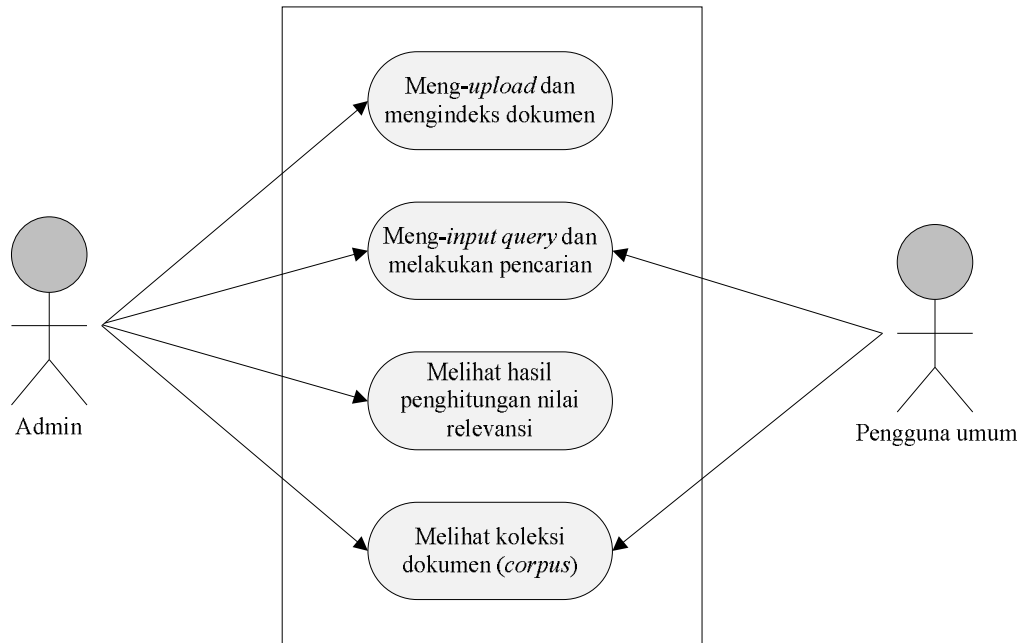 Meng-upload dan
mengindeks dokumen
Meng-input query dan
melakukan pencarian
Melihat hasil
penghitungan nilai
relevansi
Admin
Pengguna umum
Melihat koleksi
dokumen (corpus)